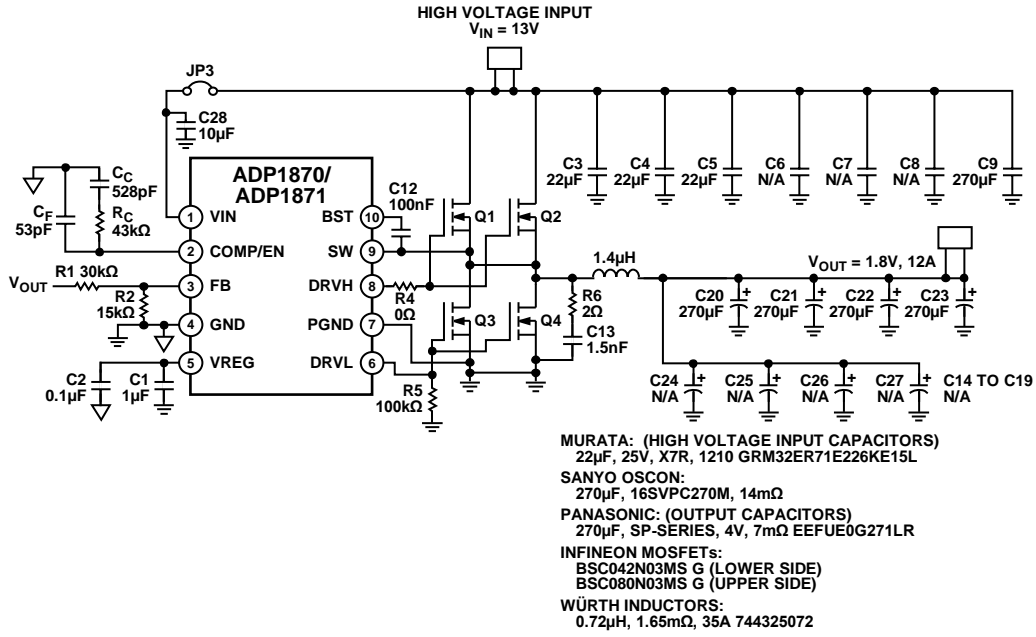 HIGH VOLTAGE INPUT
V_IN = 13V
JP3
C28
10µF
C3
22µF
C4
22µF
C5
22µF
C6
N/A
C7
N/A
C8
N/A
C9
270µF
C_C
528pF
R_C
43kΩ
C_F
53pF
ADP1870/
ADP1871
1 VIN
2 COMP/EN
3 FB
4 GND
5 VREG
BST 10
SW 9
DRVH 8
PGND 7
DRVL 6
C12
100nF
Q1
Q2
Q3
Q4
V_OUT
R1 30kΩ
R2
15kΩ
R4
0Ω
R5
100kΩ
C2
0.1µF
C1
1µF
1.4µH
R6
2Ω
C13
1.5nF
V_OUT = 1.8V, 12A
C20
270µF
C21
270µF
C22
270µF
C23
270µF
+
+
+
+
C24
N/A
C25
N/A
C26
N/A
C27
N/A
+
+
+
+
C14 TO C19
N/A
MURATA: (HIGH VOLTAGE INPUT CAPACITORS)
22µF, 25V, X7R, 1210 GRM32ER71E226KE15L
SANYO OSCON:
270µF, 16SVPC270M, 14mΩ
PANASONIC: (OUTPUT CAPACITORS)
270µF, SP-SERIES, 4V, 7mΩ EEFUE0G271LR
INFINEON MOSFETs:
BSC042N03MS G (LOWER SIDE)
BSC080N03MS G (UPPER SIDE)
WÜRTH INDUCTORS:
0.72µH, 1.65mΩ, 35A 744325072